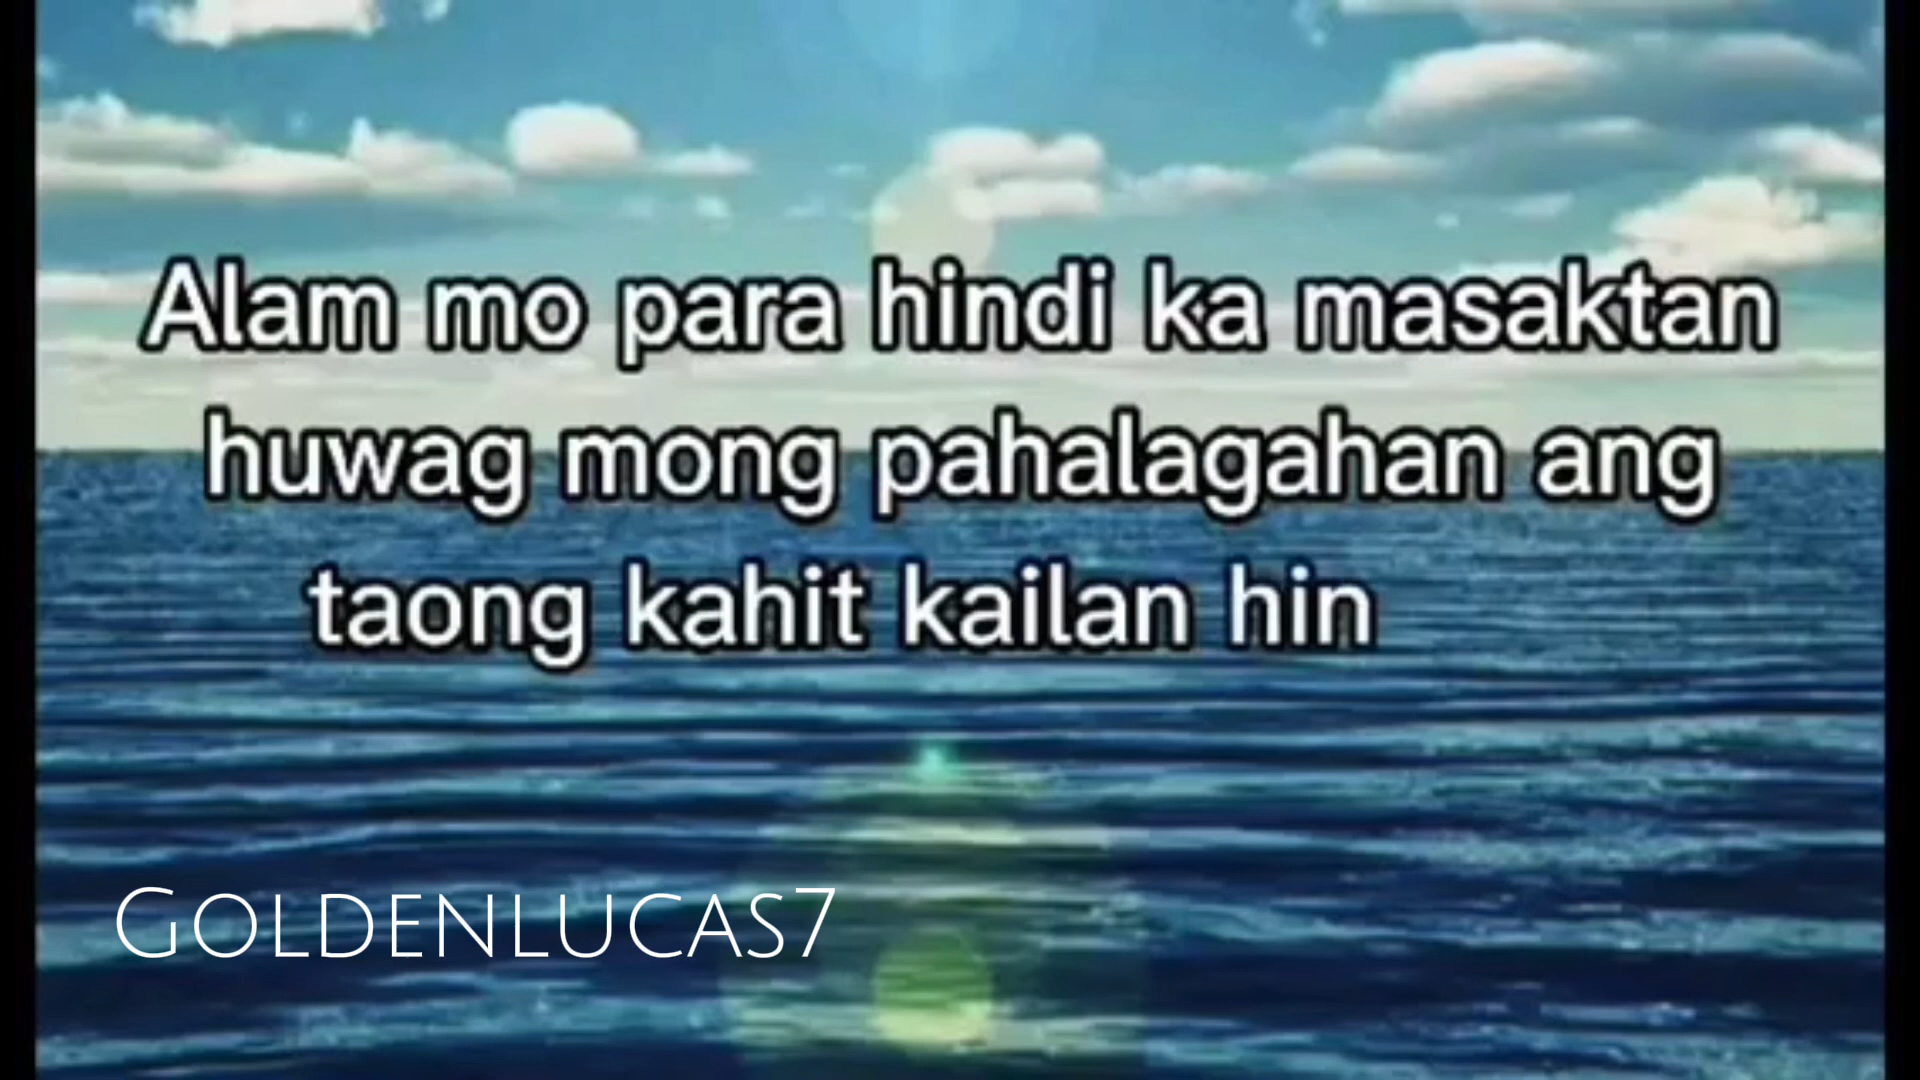 Alam mo para hindi ka masaktan
huwag mong pahalagahan ang
taong kahit kailan hin
GOLDENLUCAS7